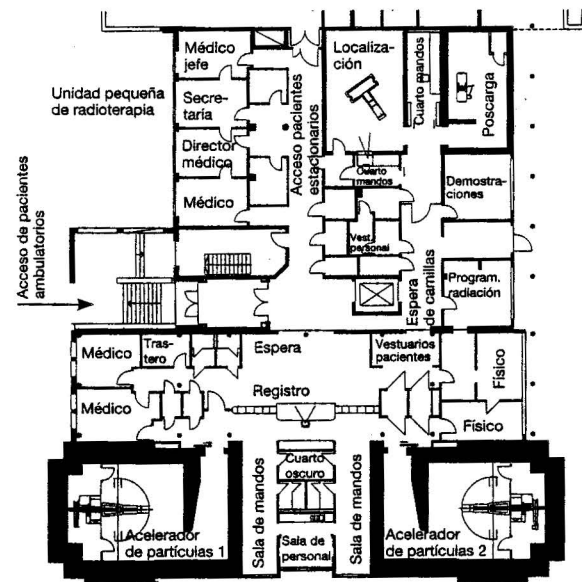 Unidad pequeña
de radioterapia
Médico
jefe
Secre-
taría
Director
médico
Médico
Acceso pacientes
estacionarios
Localiza-
ción
Cuarto mandos
Poscarga
Cuarto
mandos
Demostra-
ciones
Vest.
personal
Acceso de pacientes
ambulatorios
Espera
de camillas
Program.
radiación
Médico
Tras-
tero
Espera
Vestuarios
pacientes
Físico
Médico
Registro
Físico
Sala de mandos
Cuarto
oscuro
Sala de mandos
Acelerador
de partículas 1
Sala de
personal
Acelerador
de partículas 2